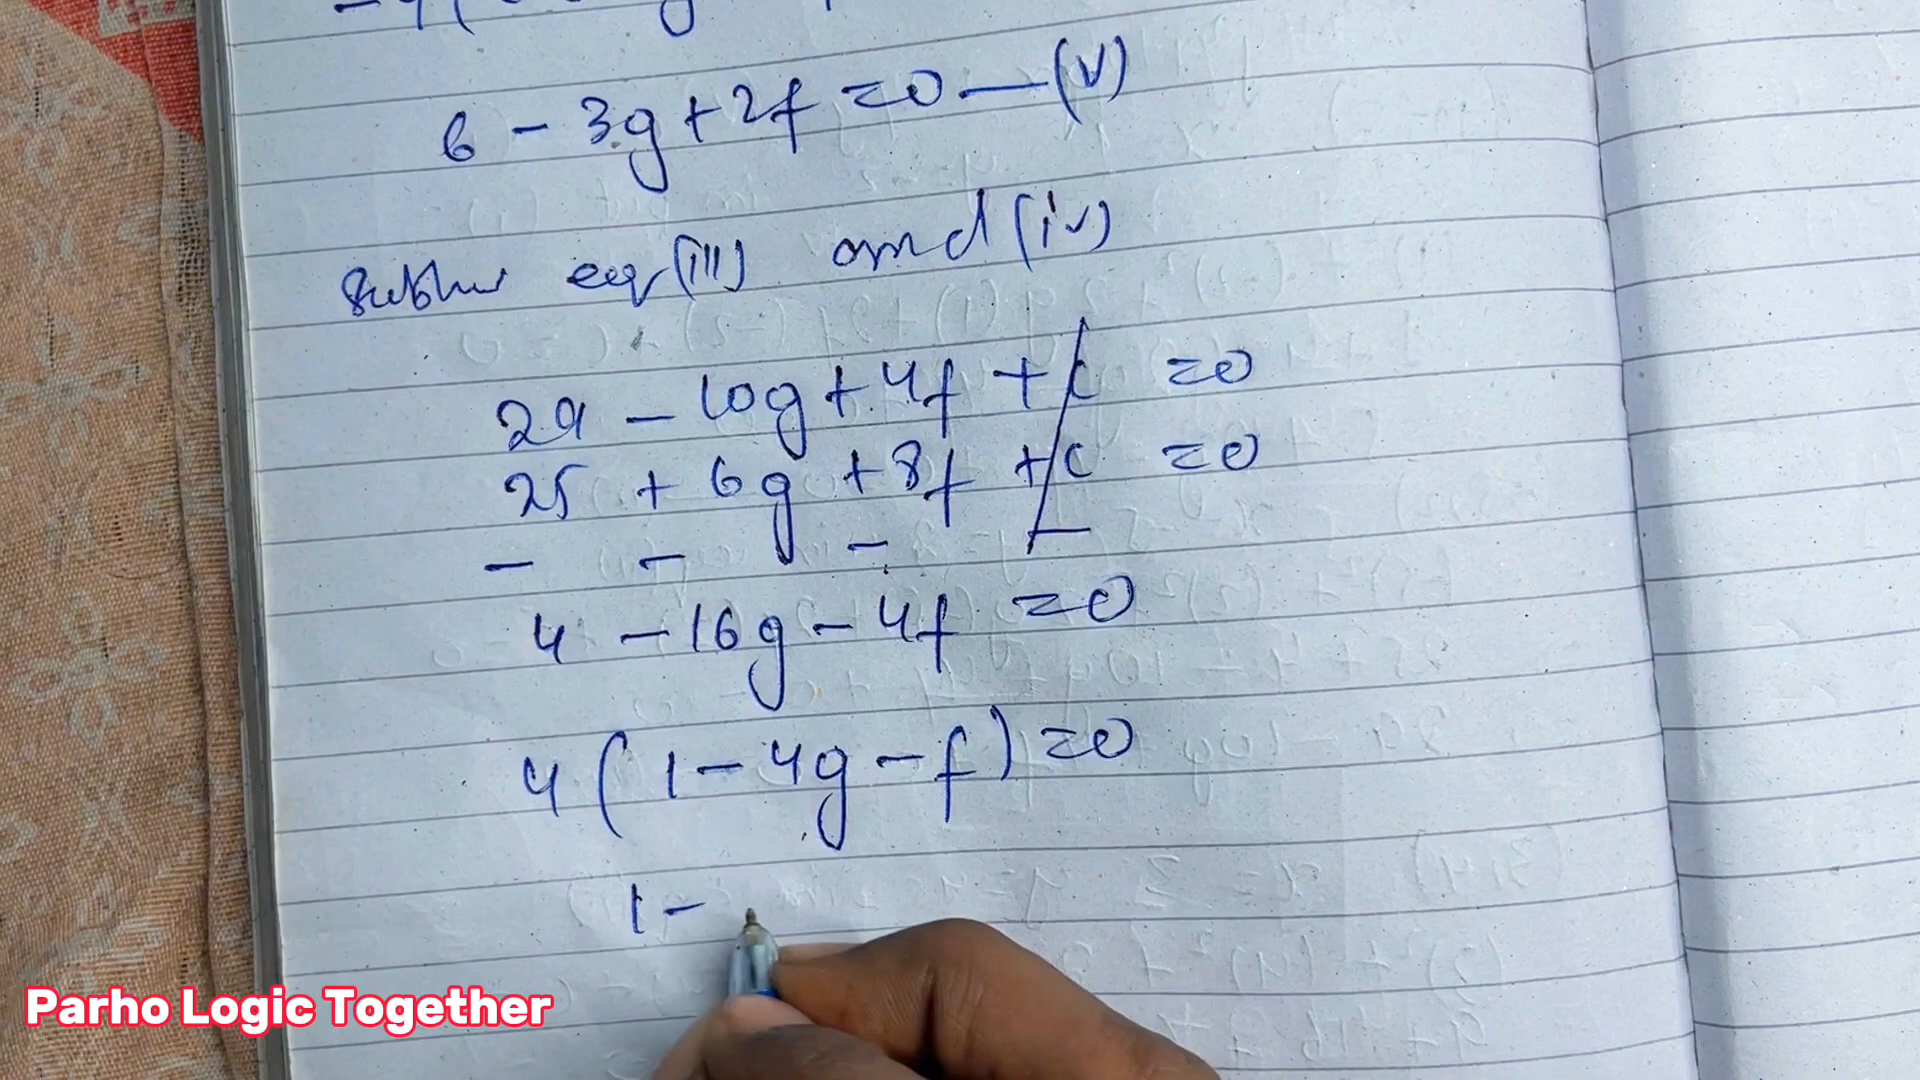 6 - 3g + 2f = 0 — (V)
eq (iii) and (iv)
29 - 10g + 4f + c = 0
25 + 6g + 8f + c = 0
- - - -
4 - 16g - 4f = 0
4 ( 1 - 4g - f ) = 0
1 -
Parho Logic Together